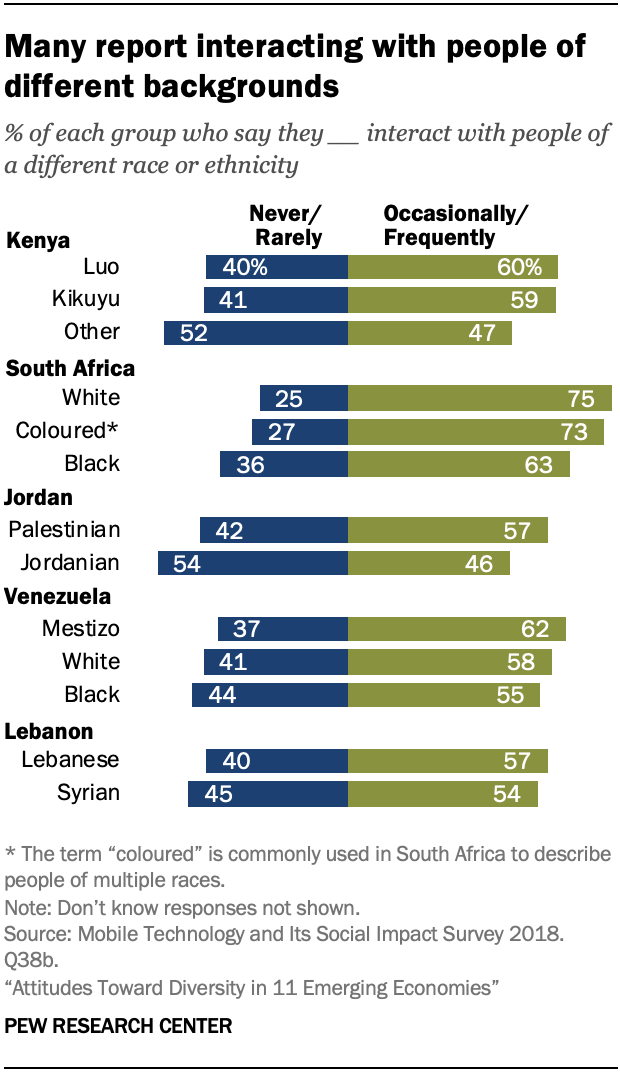 Many report interacting with people of
different backgrounds
% of each group who say they __ interact with people of
a different race or ethnicity
Never/ Occasionally/
Rarely Frequently
Kenya
Luo 40% 60%
Kikuyu 41 59
Other 52 47
South Africa
White 25 75
Coloured* 27 73
Black 36 63
Jordan
Palestinian 42 57
Jordanian 54 46
Venezuela
Mestizo 37 62
White 41 58
Black 44 55
Lebanon
Lebanese 40 57
Syrian 45 54
* The term “coloured” is commonly used in South Africa to describe
people of multiple races.
Note: Don’t know responses not shown.
Source: Mobile Technology and Its Social Impact Survey 2018.
Q38b.
“Attitudes Toward Diversity in 11 Emerging Economies”
PEW RESEARCH CENTER